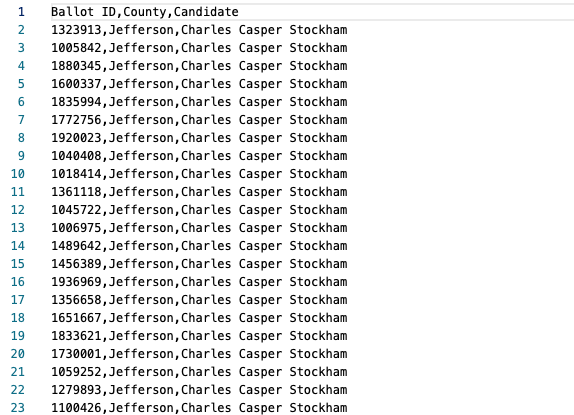 1 Ballot ID,County,Candidate
2 1323913,Jefferson,Charles Casper Stockham
3 1005842,Jefferson,Charles Casper Stockham
4 1880345,Jefferson,Charles Casper Stockham
5 1600337,Jefferson,Charles Casper Stockham
6 1835994,Jefferson,Charles Casper Stockham
7 1772756,Jefferson,Charles Casper Stockham
8 1920023,Jefferson,Charles Casper Stockham
9 1040408,Jefferson,Charles Casper Stockham
10 1018414,Jefferson,Charles Casper Stockham
11 1361118,Jefferson,Charles Casper Stockham
12 1045722,Jefferson,Charles Casper Stockham
13 1006975,Jefferson,Charles Casper Stockham
14 1489642,Jefferson,Charles Casper Stockham
15 1456389,Jefferson,Charles Casper Stockham
16 1936969,Jefferson,Charles Casper Stockham
17 1356658,Jefferson,Charles Casper Stockham
18 1651667,Jefferson,Charles Casper Stockham
19 1833621,Jefferson,Charles Casper Stockham
20 1730001,Jefferson,Charles Casper Stockham
21 1059252,Jefferson,Charles Casper Stockham
22 1279893,Jefferson,Charles Casper Stockham
23 1100426,Jefferson,Charles Casper Stockham